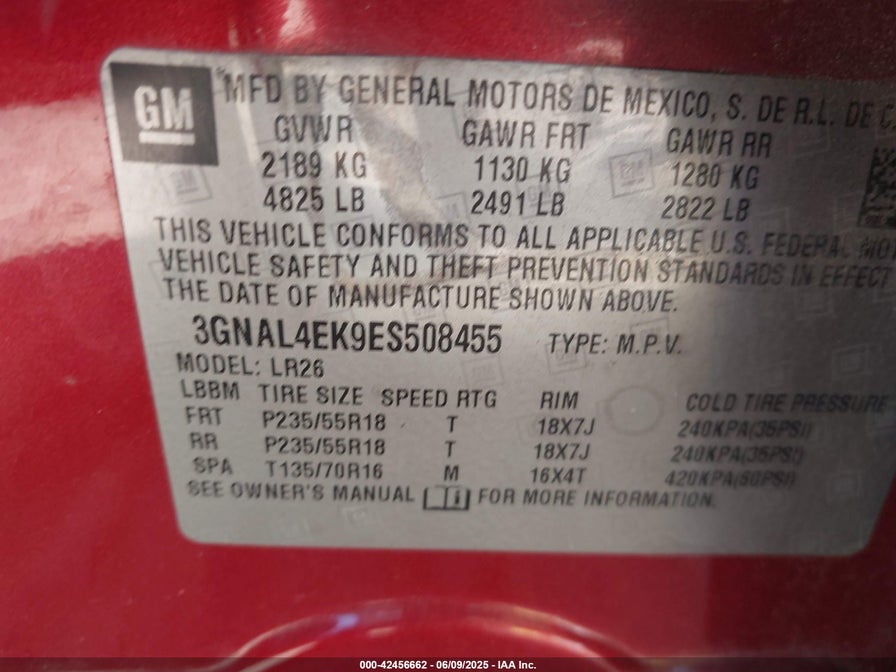 GM
MFD BY GENERAL MOTORS DE MEXICO, S. DE R.L. DE C.
GVWR GAWR FRT GAWR RR
2189 KG 1130 KG 1280 KG
4825 LB 2491 LB 2822 LB
THIS VEHICLE CONFORMS TO ALL APPLICABLE U.S. FEDERAL MOT
VEHICLE SAFETY AND THEFT PREVENTION STANDARDS IN EFFECT
THE DATE OF MANUFACTURE SHOWN ABOVE.
3GNAL4EK9ES508455 TYPE: M.P.V.
MODEL: LR26
LBBM TIRE SIZE SPEED RTG RIM COLD TIRE PRESSURE
FRT P235/55R18 T 18X7J 240KPA(35PSI)
RR P235/55R18 T 18X7J 240KPA(35PSI)
SPA T135/70R16 M 16X4T 420KPA(60PSI)
SEE OWNER'S MANUAL FOR MORE INFORMATION.
000-42456662 - 06/09/2025 - IAA Inc.